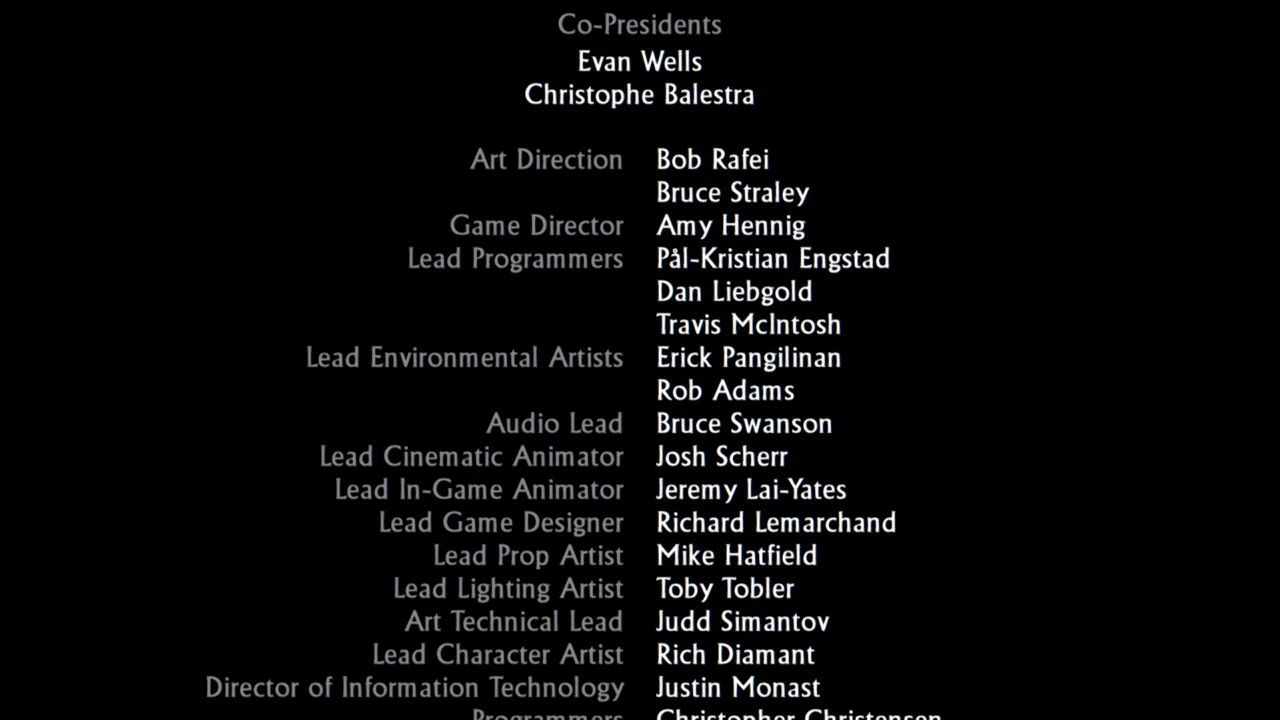 Co-Presidents
Evan Wells
Christophe Balestra
Art Direction Bob Rafei
Bruce Straley
Game Director Amy Hennig
Lead Programmers Pål-Kristian Engstad
Dan Liebgold
Travis McIntosh
Lead Environmental Artists Erick Pangilinan
Rob Adams
Audio Lead Bruce Swanson
Lead Cinematic Animator Josh Scherr
Lead In-Game Animator Jeremy Lai-Yates
Lead Game Designer Richard Lemarchand
Lead Prop Artist Mike Hatfield
Lead Lighting Artist Toby Tobler
Art Technical Lead Judd Simantov
Lead Character Artist Rich Diamant
Director of Information Technology Justin Monast
Programmers Christopher Christensen